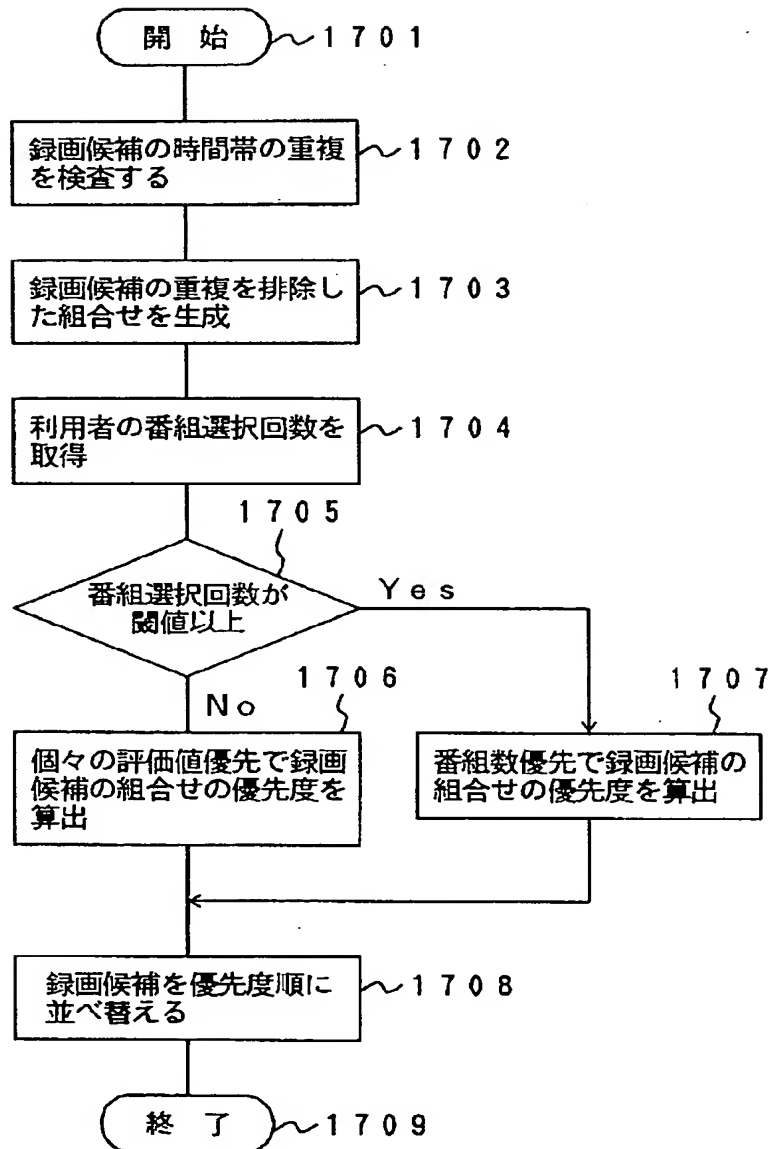 開 始
1701
録画候補の時間帯の重複
を検査する
1702
録画候補の重複を排除し
た組合せを生成
1703
利用者の番組選択回数を
取得
1704
1705
番組選択回数が
閾値以上
Yes
No
1706
個々の評価値優先で録画
候補の組合せの優先度を
算出
1707
番組数優先で録画候補の
組合せの優先度を算出
録画候補を優先度順に
並べ替える
1708
終 了
1709